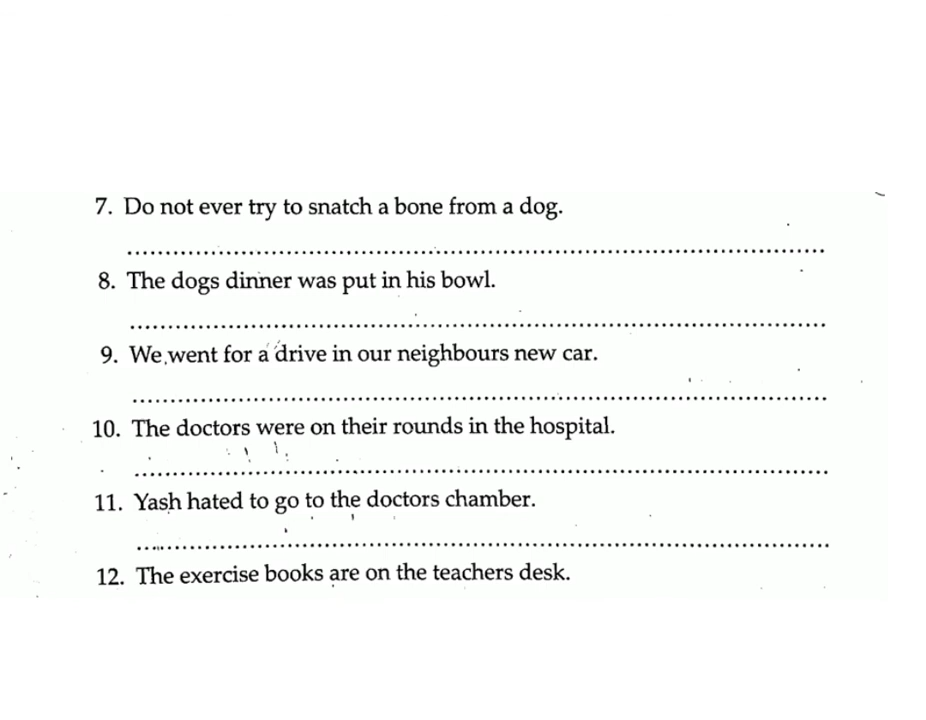 7. Do not ever try to snatch a bone from a dog.
8. The dogs dinner was put in his bowl.
9. We went for a drive in our neighbours new car.
10. The doctors were on their rounds in the hospital.
11. Yash hated to go to the doctors chamber.
12. The exercise books are on the teachers desk.